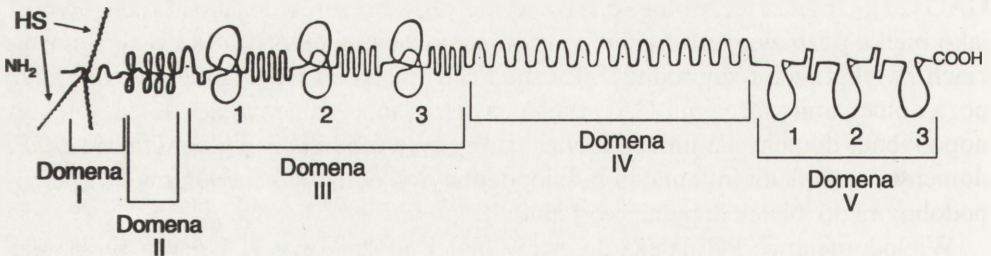 HS
NH₂
COOH
1 2 3
1 2 3
Domena
I
Domena
II
Domena
III
Domena
IV
Domena
V